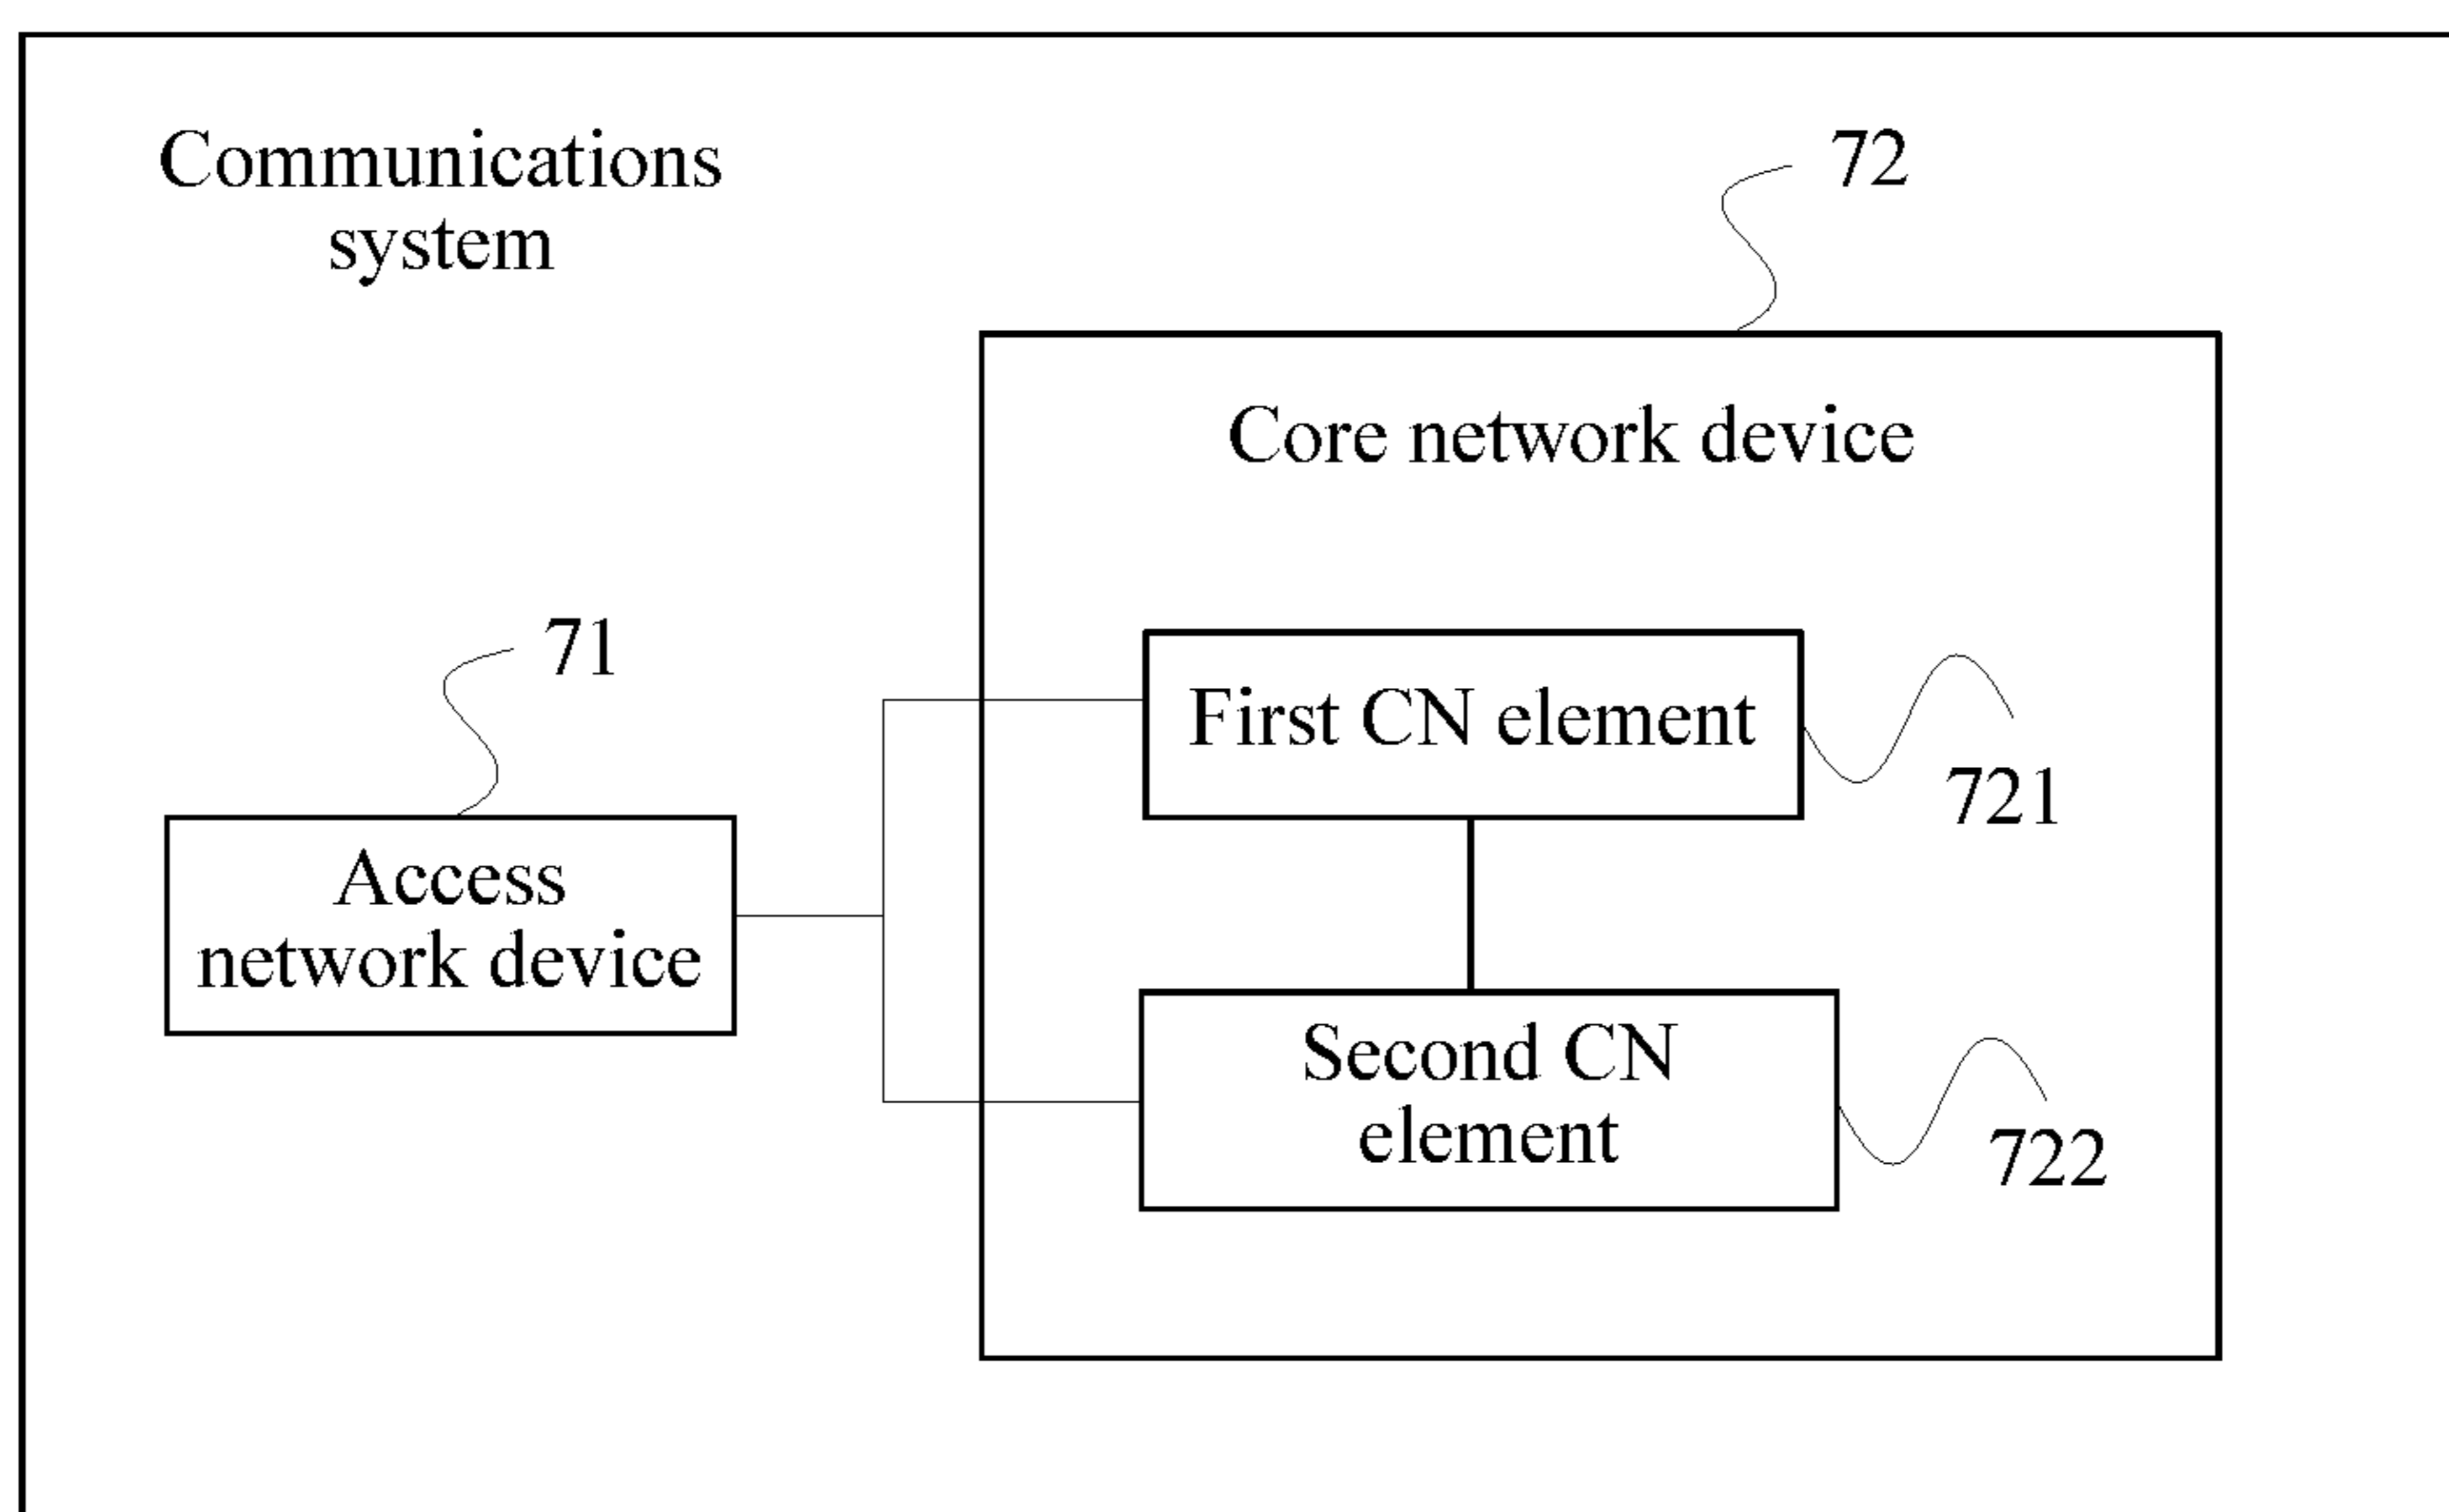 Communications
system
72
Core network device
71
First CN element
721
Access
network device
Second CN
element
722